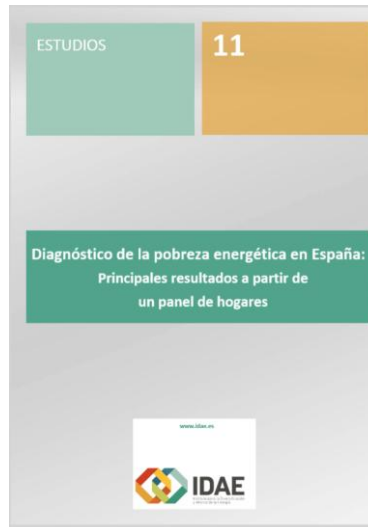 ESTUDIOS
11
Diagnóstico de la pobreza energética en España:
Principales resultados a partir de
un panel de hogares
www.idae.es
IDAE